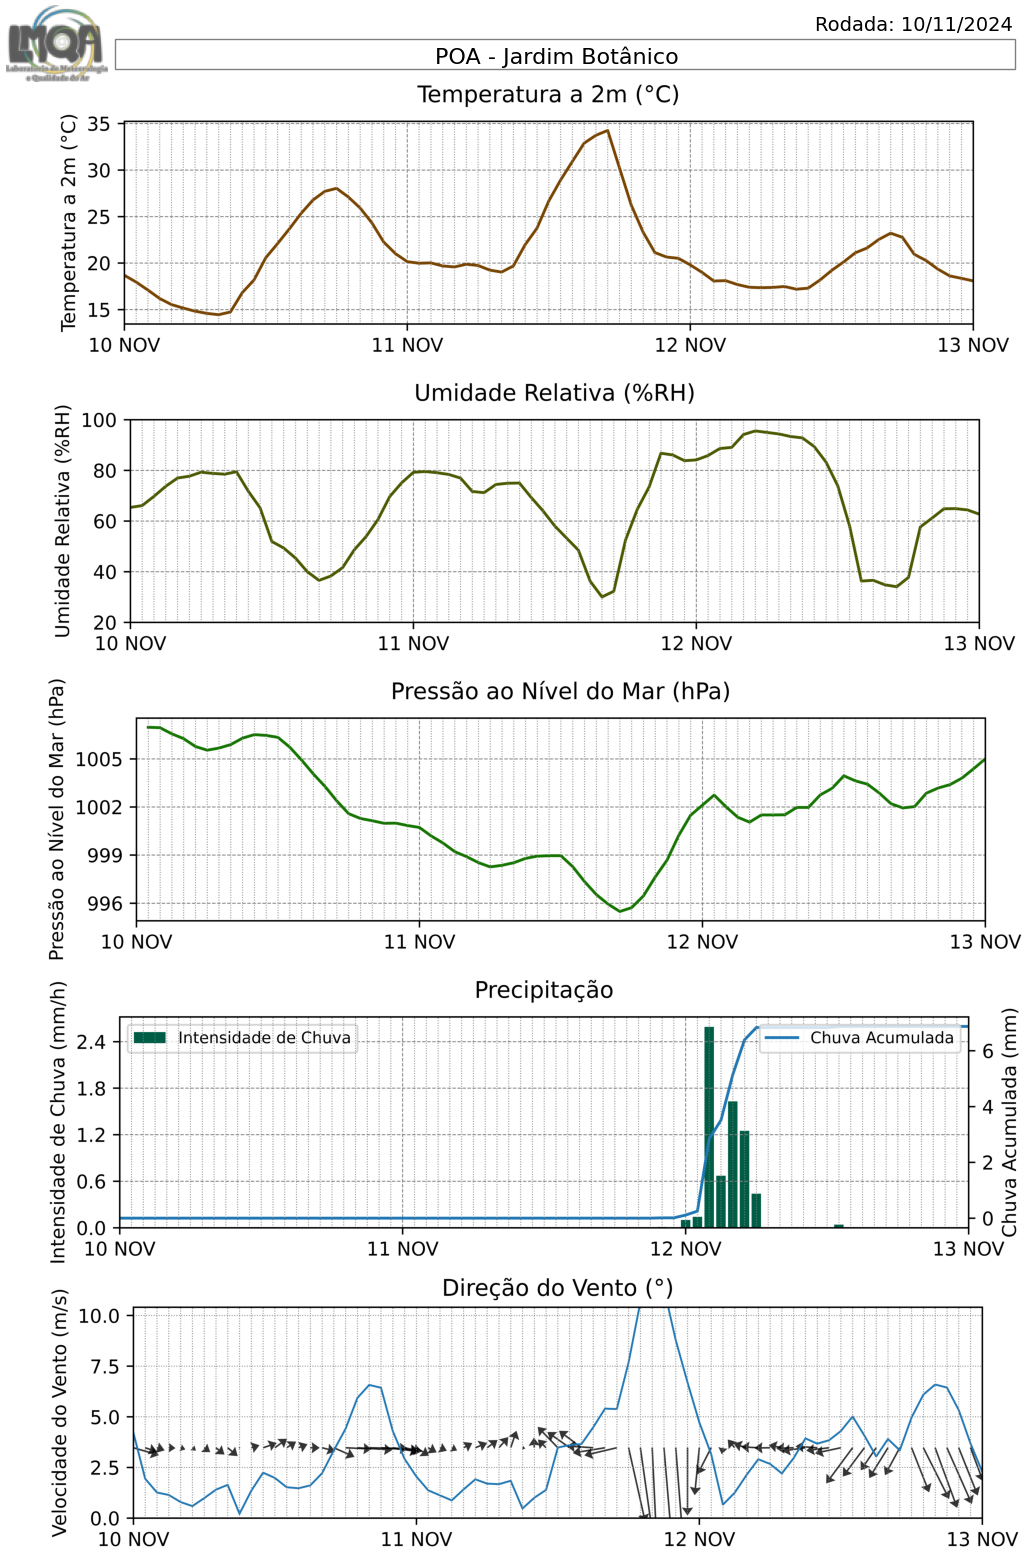 LMQA
Laboratório de Meteorologia
e Qualidade do Ar
Rodada: 10/11/2024
POA - Jardim Botânico
Temperatura a 2m (°C)
Temperatura a 2m (°C)
35
30
25
20
15
10 NOV 11 NOV 12 NOV 13 NOV
Umidade Relativa (%RH)
Umidade Relativa (%RH)
100
80
60
40
20
10 NOV 11 NOV 12 NOV 13 NOV
Pressão ao Nível do Mar (hPa)
Pressão ao Nível do Mar (hPa)
1005
1002
999
996
10 NOV 11 NOV 12 NOV 13 NOV
Precipitação
Intensidade de Chuva (mm/h)
2.4
1.8
1.2
0.6
0.0
Intensidade de Chuva
Chuva Acumulada
6
4
2
0
Chuva Acumulada (mm)
10 NOV 11 NOV 12 NOV 13 NOV
Direção do Vento (°)
Velocidade do Vento (m/s)
10.0
7.5
5.0
2.5
0.0
10 NOV 11 NOV 12 NOV 13 NOV